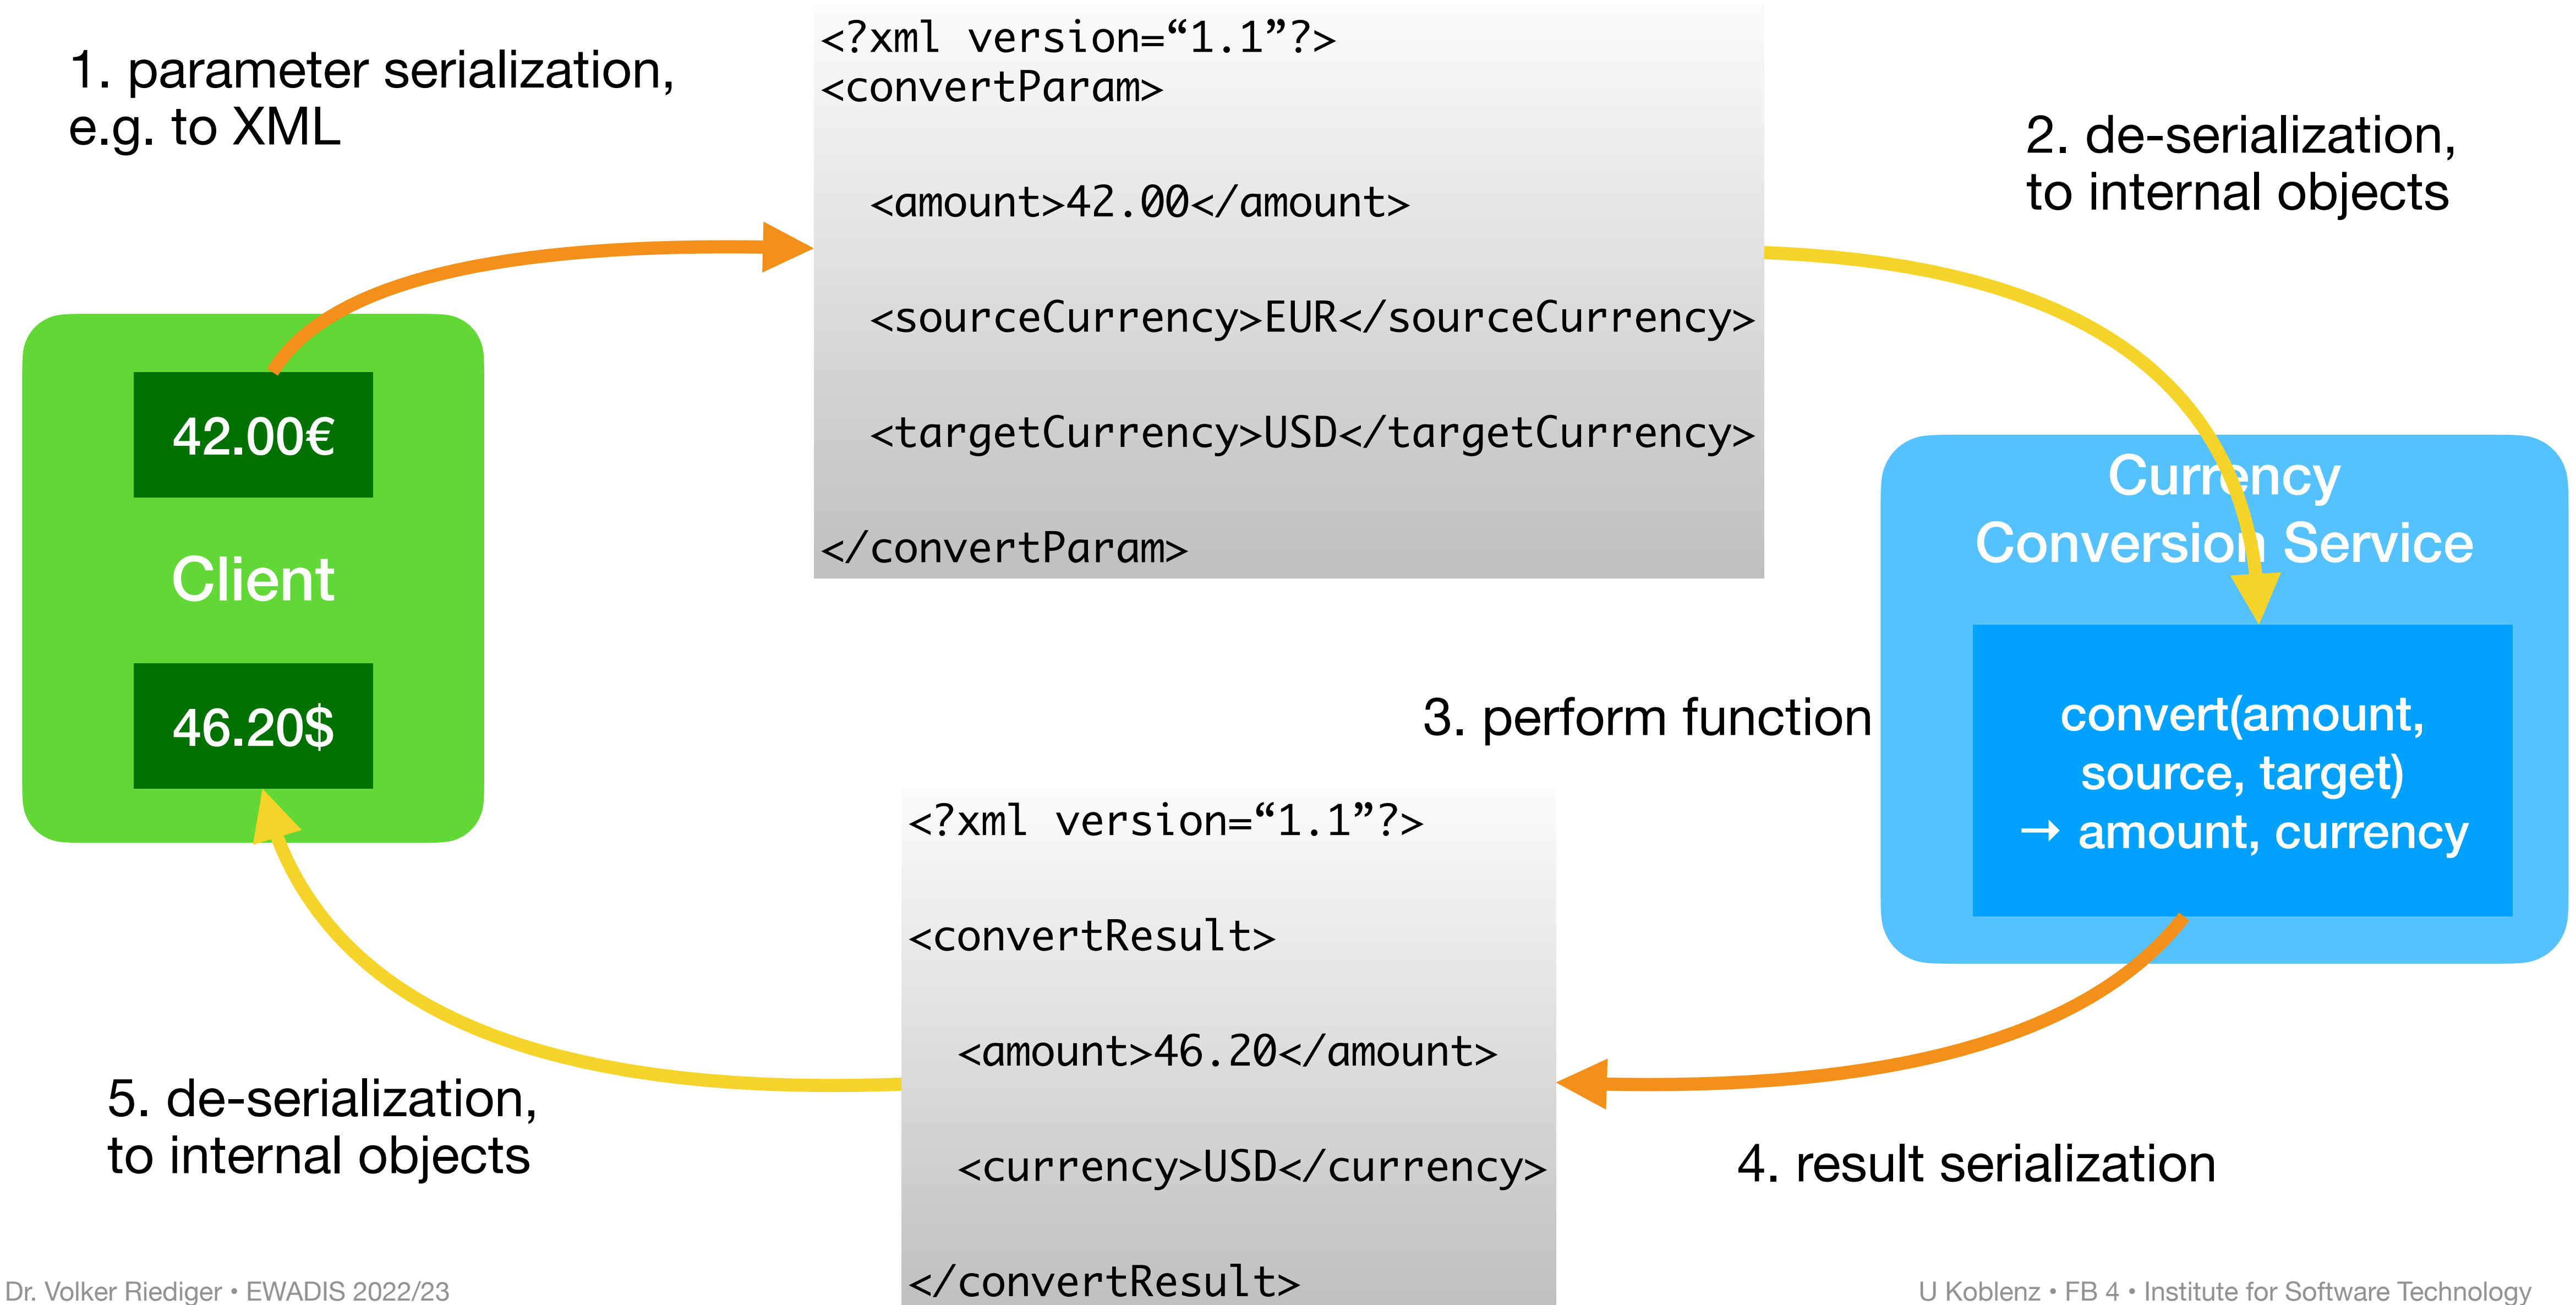 1. parameter serialization,
e.g. to XML
<?xml version=“1.1”?>
<convertParam>
<amount>42.00</amount>
<sourceCurrency>EUR</sourceCurrency>
<targetCurrency>USD</targetCurrency>
</convertParam>
2. de-serialization,
to internal objects
42.00€
Client
46.20$
Currency
Conversion Service
convert(amount,
source, target)
→ amount, currency
3. perform function
<?xml version=“1.1”?>
<convertResult>
<amount>46.20</amount>
<currency>USD</currency>
</convertResult>
4. result serialization
5. de-serialization,
to internal objects
Dr. Volker Riediger • EWADIS 2022/23
U Koblenz • FB 4 • Institute for Software Technology